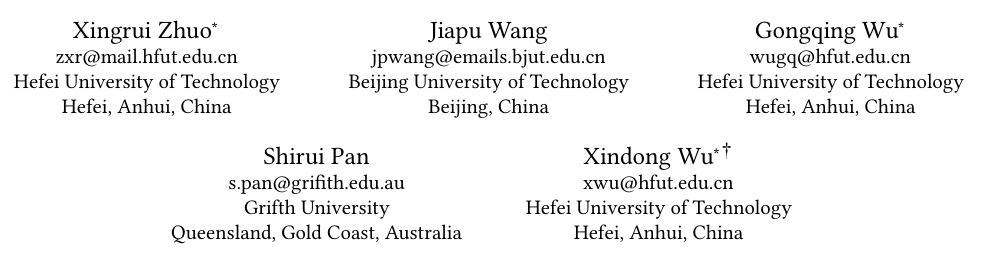 Xingrui Zhuo*
zxr@mail.hfut.edu.cn
Hefei University of Technology
Hefei, Anhui, China
Jiapu Wang
jpwang@emails.bjut.edu.cn
Beijing University of Technology
Beijing, China
Gongqing Wu*
wugq@hfut.edu.cn
Hefei University of Technology
Hefei, Anhui, China
Shirui Pan
s.pan@grifith.edu.au
Grifth University
Queensland, Gold Coast, Australia
Xindong Wu*†
xwu@hfut.edu.cn
Hefei University of Technology
Hefei, Anhui, China